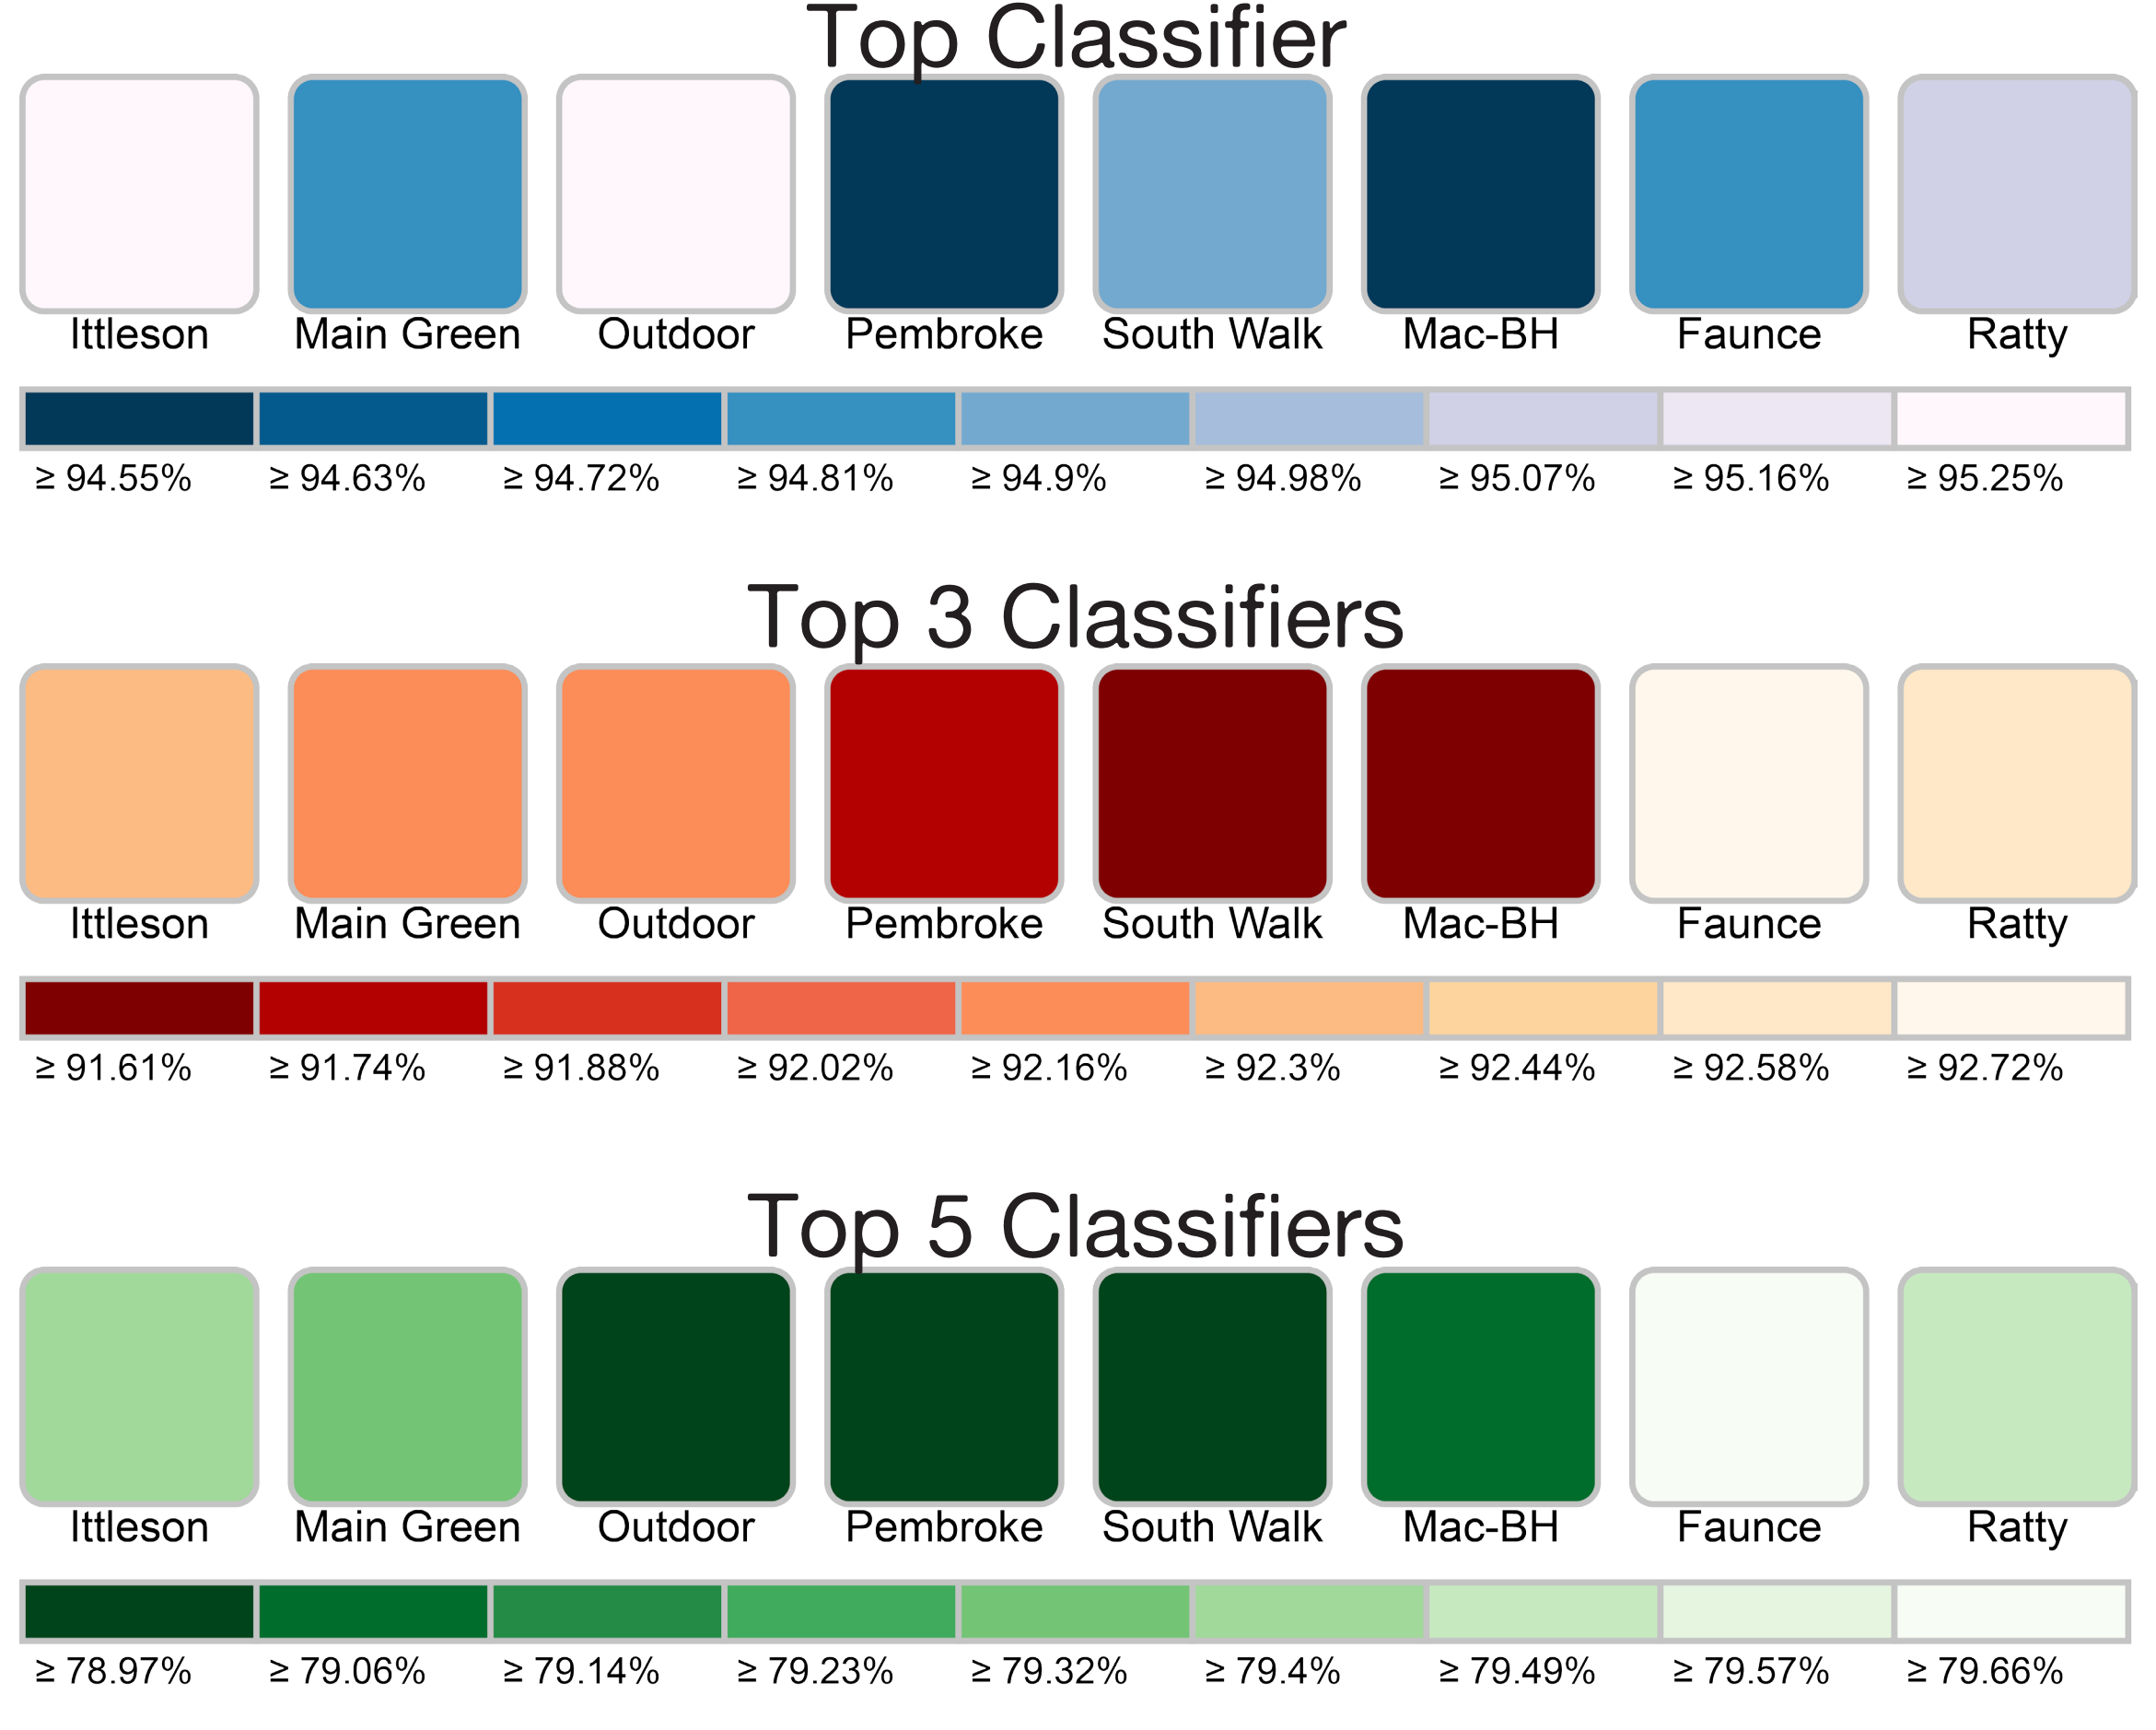 Top Classifier
Ittleson Main Green Outdoor Pembroke South Walk Mac-BH Faunce Ratty
≥ 94.55% ≥ 94.63% ≥ 94.72% ≥ 94.81% ≥ 94.9% ≥ 94.98% ≥ 95.07% ≥ 95.16% ≥ 95.25%
Top 3 Classifiers
Ittleson Main Green Outdoor Pembroke South Walk Mac-BH Faunce Ratty
≥ 91.61% ≥ 91.74% ≥ 91.88% ≥ 92.02% ≥ 92.16% ≥ 92.3% ≥ 92.44% ≥ 92.58% ≥ 92.72%
Top 5 Classifiers
Ittleson Main Green Outdoor Pembroke South Walk Mac-BH Faunce Ratty
≥ 78.97% ≥ 79.06% ≥ 79.14% ≥ 79.23% ≥ 79.32% ≥ 79.4% ≥ 79.49% ≥ 79.57% ≥ 79.66%